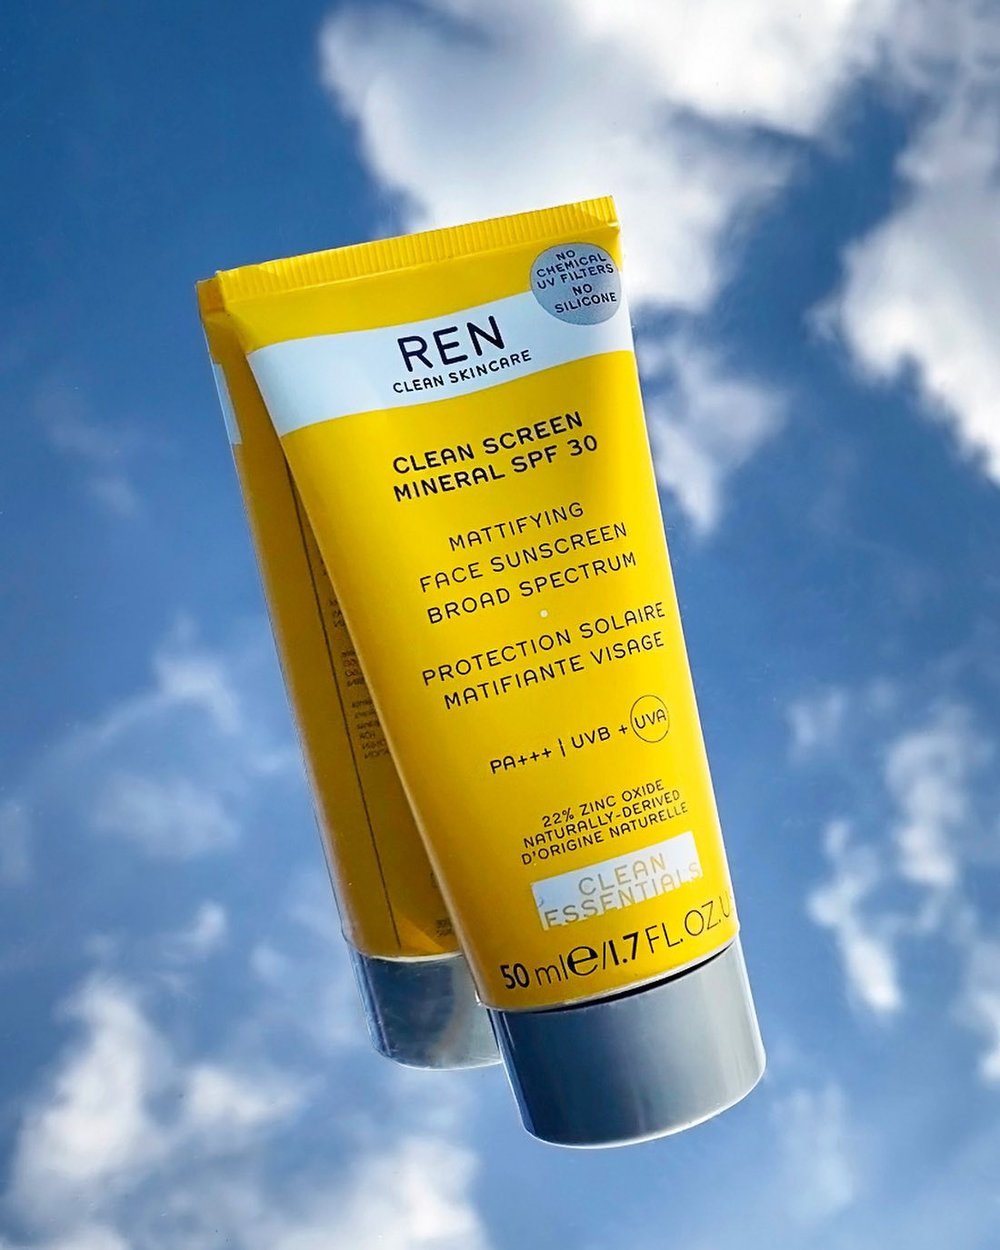 NO
CHEMICAL
UV FILTERS
NO
SILICONE
REN
CLEAN SKINCARE
CLEAN SCREEN
MINERAL SPF 30
MATTIFYING
FACE SUNSCREEN
BROAD SPECTRUM
PROTECTION SOLAIRE
MATIFIANTE VISAGE
PA+++ | UVB + UVA
22% ZINC OXIDE
NATURALLY-DERIVED
D'ORIGINE NATURELLE
CLEAN
ESSENTIALS
50 ml℮/1.7 FL.OZ.U